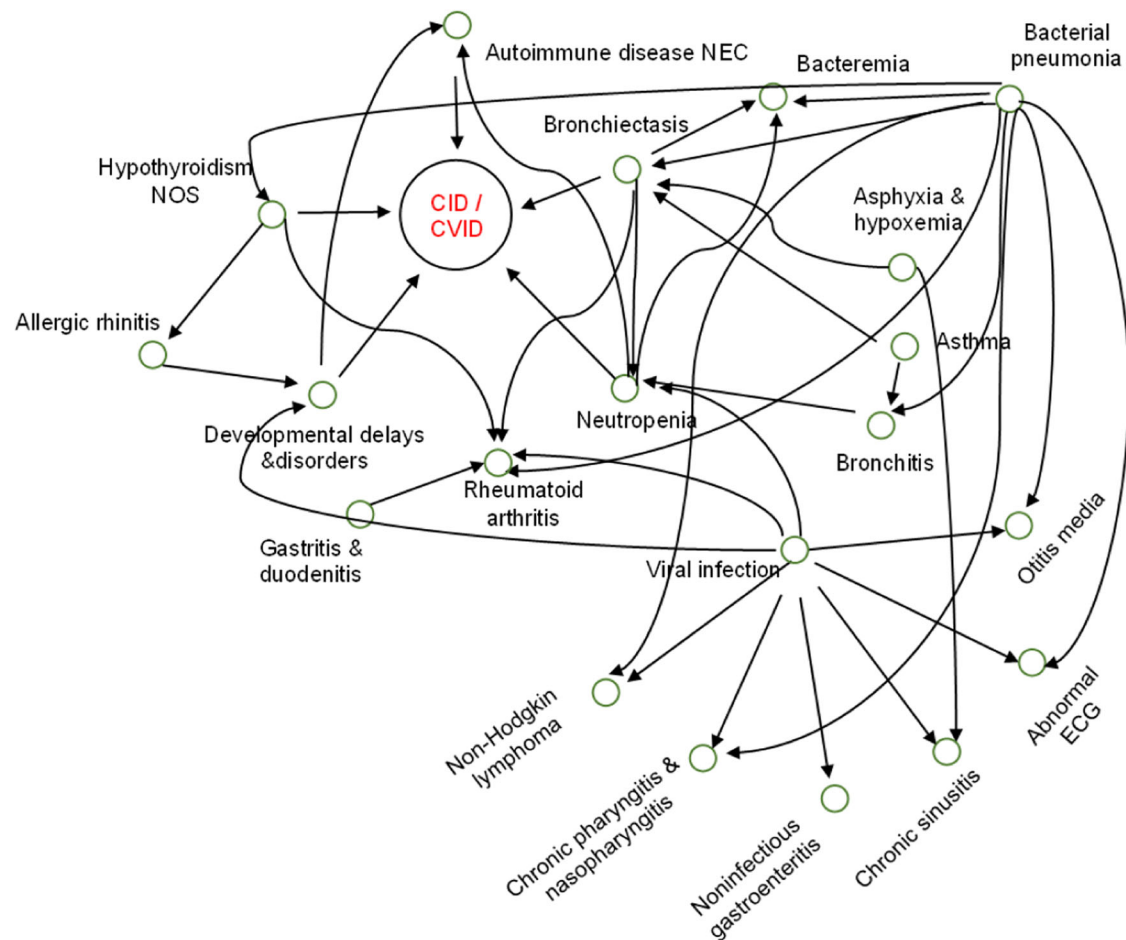 Autoimmune disease NEC
Bacteremia
Bacterial
pneumonia
Bronchiectasis
Hypothyroidism
NOS
CID /
CVID
Asphyxia &
hypoxemia
Allergic rhinitis
Asthma
Neutropenia
Developmental delays
&disorders
Bronchitis
Rheumatoid
arthritis
Gastritis &
duodenitis
Viral infection
Otitis media
Non-Hodgkin
lymphoma
Abnormal
ECG
Chronic pharyngitis &
nasopharyngitis
Noninfectious
gastroenteritis
Chronic sinusitis